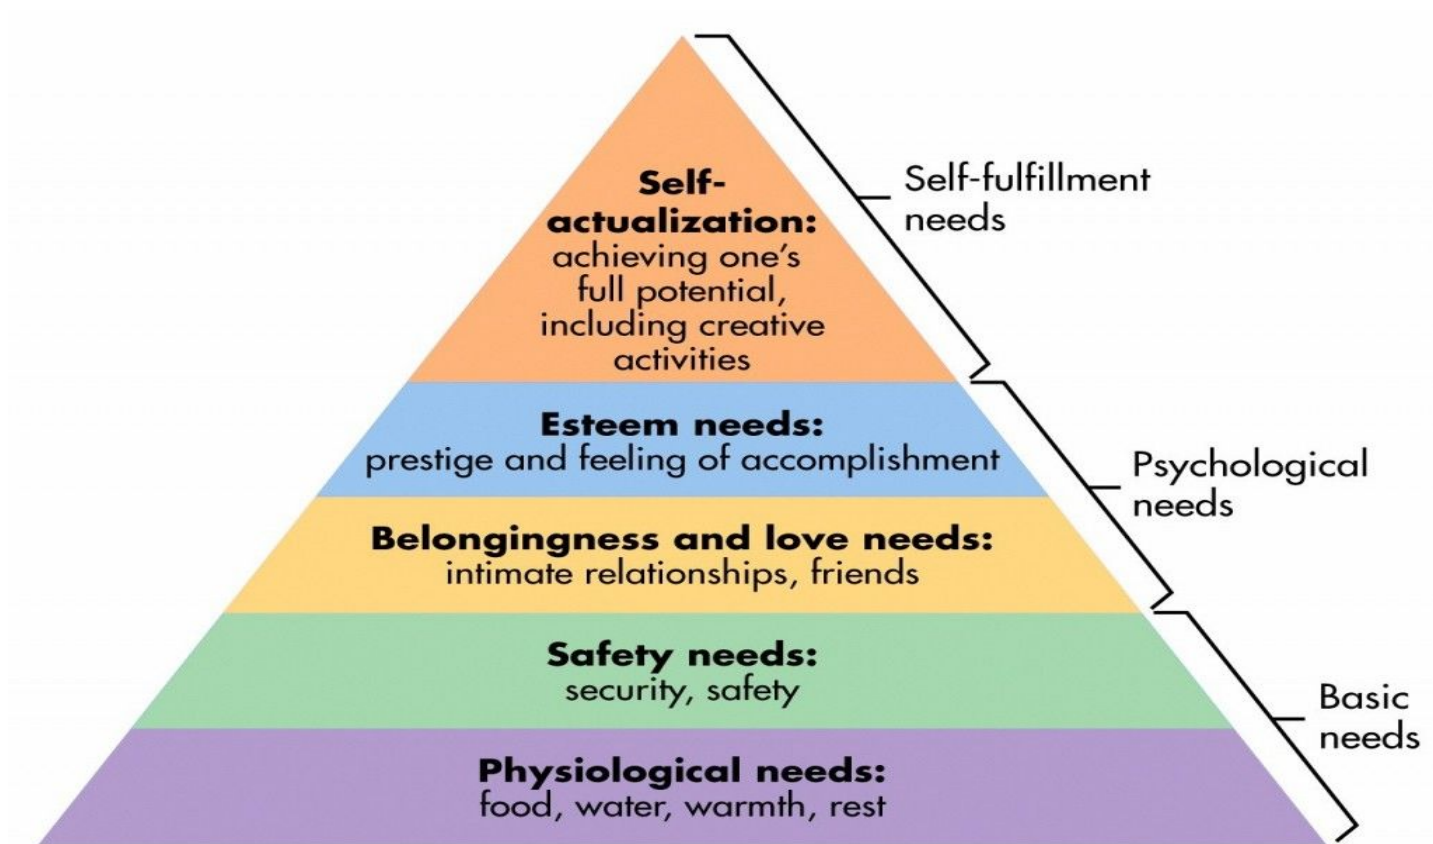 Self-
actualization:
achieving one's
full potential,
including creative
activities
Self-fulfillment
needs
Esteem needs:
prestige and feeling of accomplishment
Psychological
needs
Belongingness and love needs:
intimate relationships, friends
Safety needs:
security, safety
Basic
needs
Physiological needs:
food, water, warmth, rest